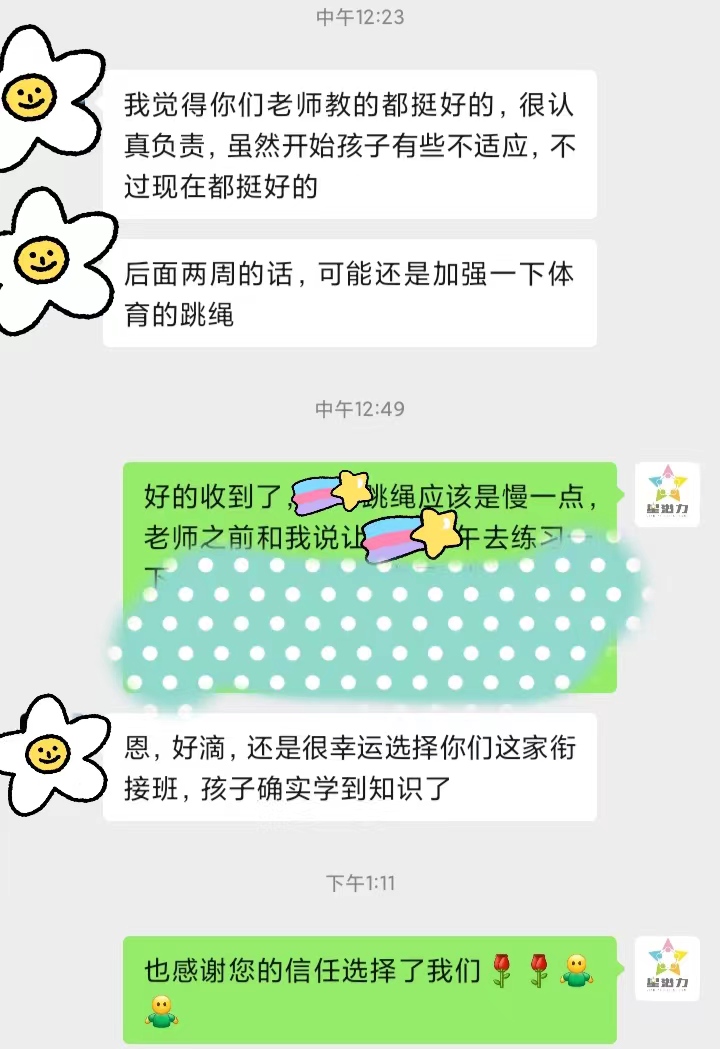 中午12:23
我觉得你们老师教的都挺好的，很认
真负责，虽然开始孩子有些不适应，不
过现在都挺好的
后面两周的话，可能还是加强一下体
育的跳绳
中午12:49
好的收到了，跳绳应该是慢一点，
老师之前和我说让午去练习一
下
恩，好滴，还是很幸运选择你们这家衔
接班，孩子确实学到知识了
下午1:11
也感谢您的信任选择了我们